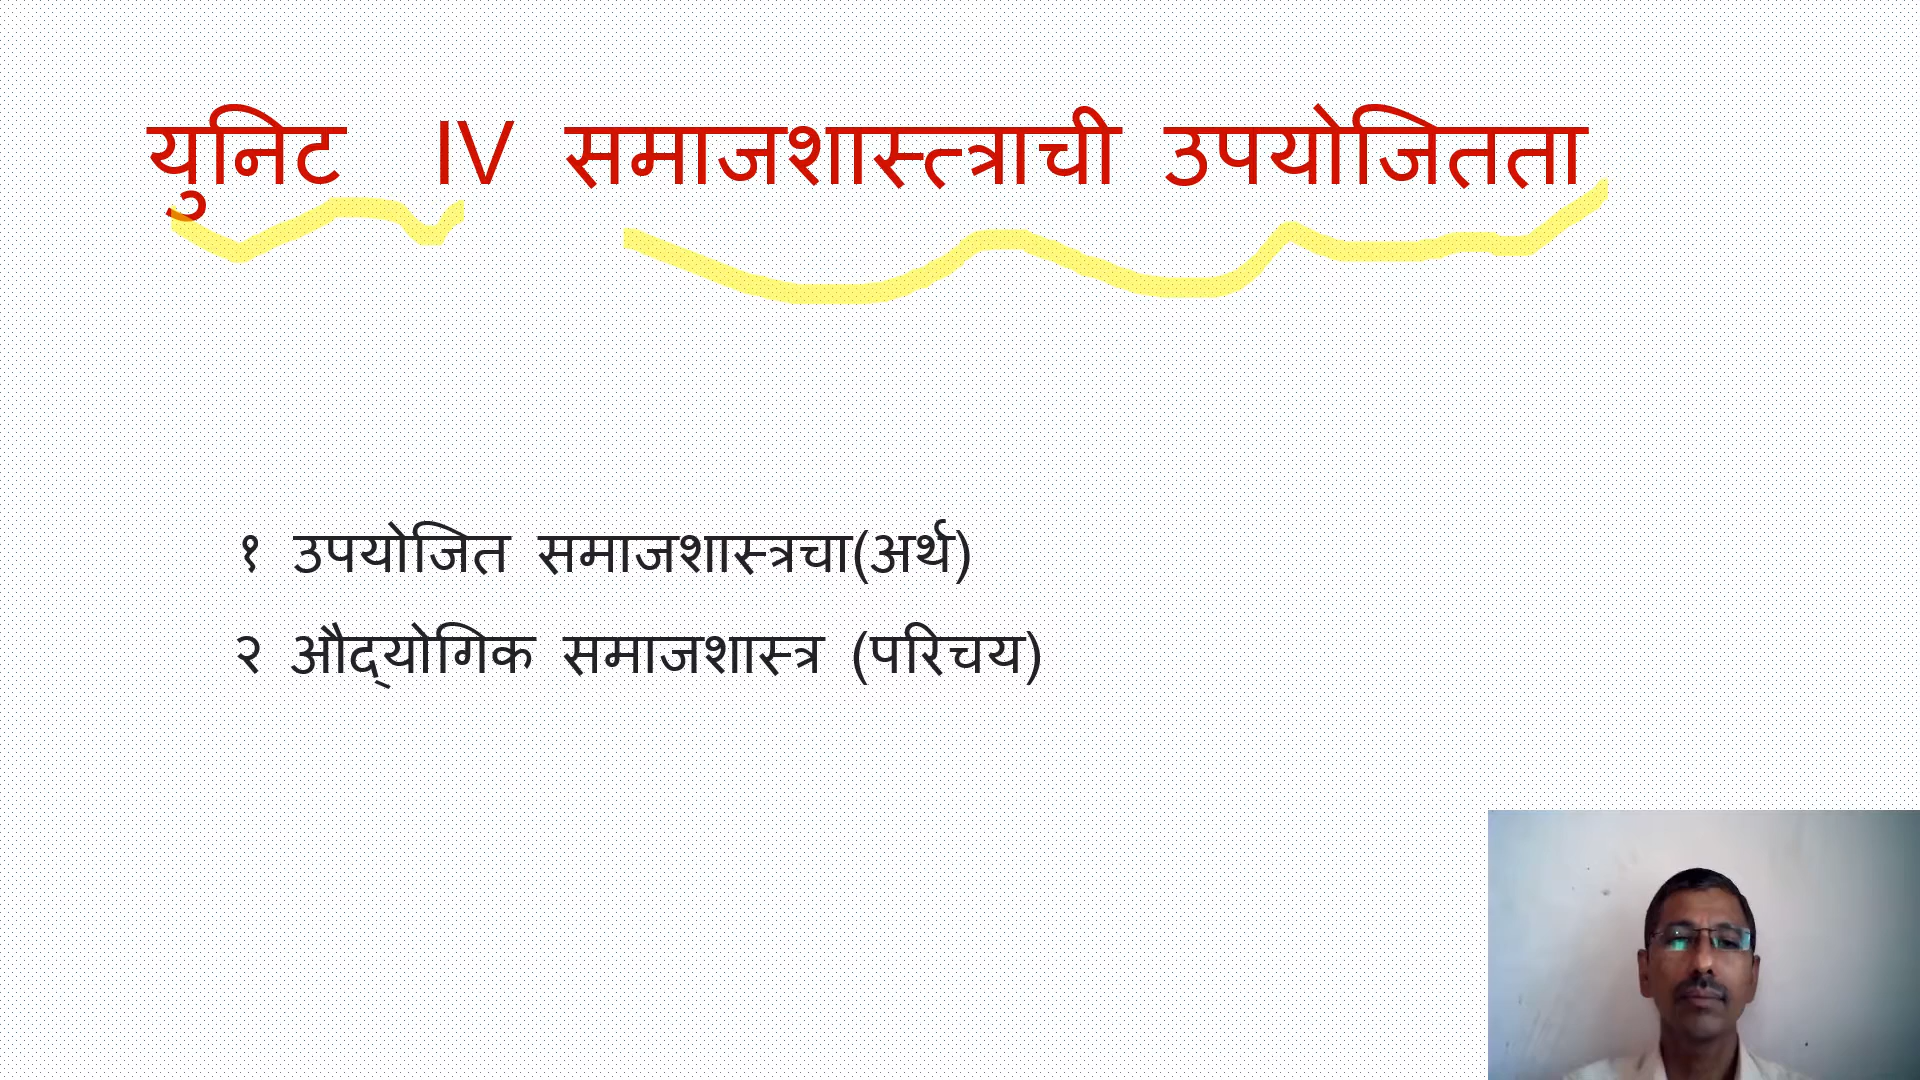 युनिट IV समाजशास्त्त्राची उपयोजितता
१ उपयोजित समाजशास्त्रचा(अर्थ)
२ औद्‌योगिक समाजशास्त्र (परिचय)